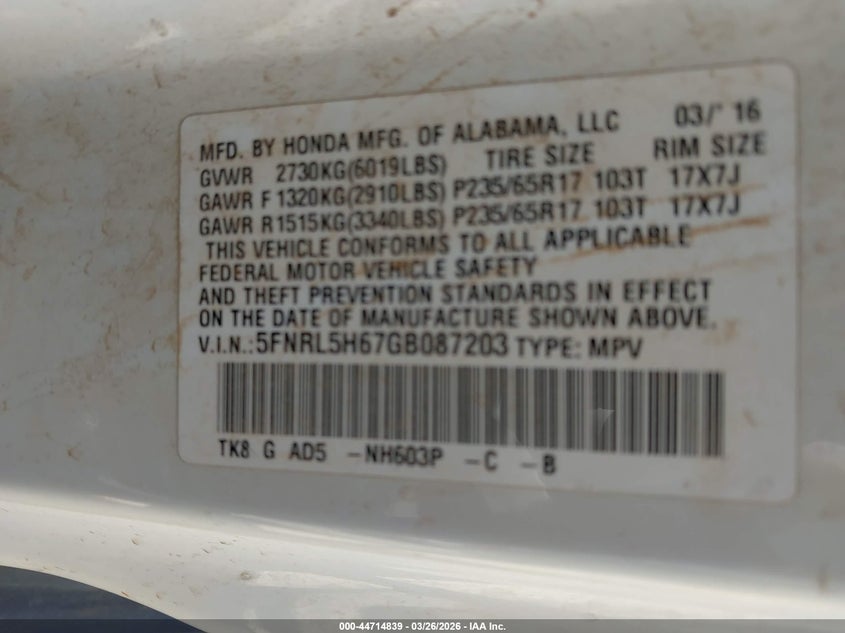 MFD. BY HONDA MFG. OF ALABAMA, LLC 03/'16
GVWR 2730KG(6019LBS) TIRE SIZE RIM SIZE
GAWR F 1320KG(2910LBS) P235/65R17 103T 17X7J
GAWR R1515KG(3340LBS) P235/65R17 103T 17X7J
THIS VEHICLE CONFORMS TO ALL APPLICABLE
FEDERAL MOTOR VEHICLE SAFETY
AND THEFT PREVENTION STANDARDS IN EFFECT
ON THE DATE OF MANUFACTURE SHOWN ABOVE.
V.I.N.:5FNRL5H67GB087203 TYPE: MPV
TK8 G AD5 -NH603P -C -B
000-44714839 | 03/26/2026 - IAA Inc.